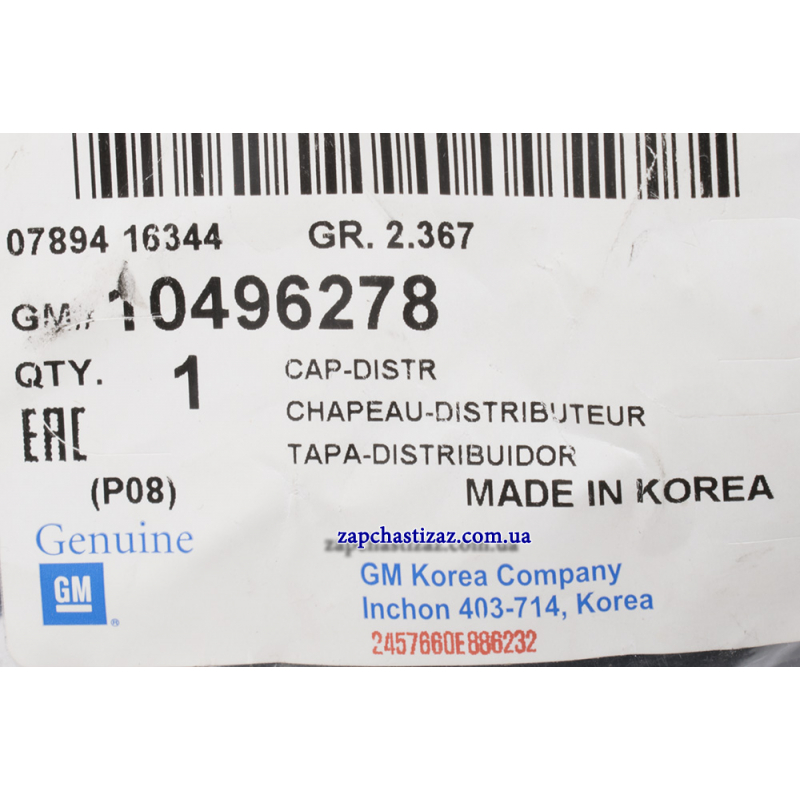 07894 16344 GR. 2.367
GM# 10496278
QTY. 1 CAP-DISTR
CHAPEAU-DISTRIBUTEUR
EAC
TAPA-DISTRIBUIDOR
(P08) MADE IN KOREA
Genuine
zapchastizaz.com.ua
GM
®
GM Korea Company
Inchon 403-714, Korea
2457660E886232